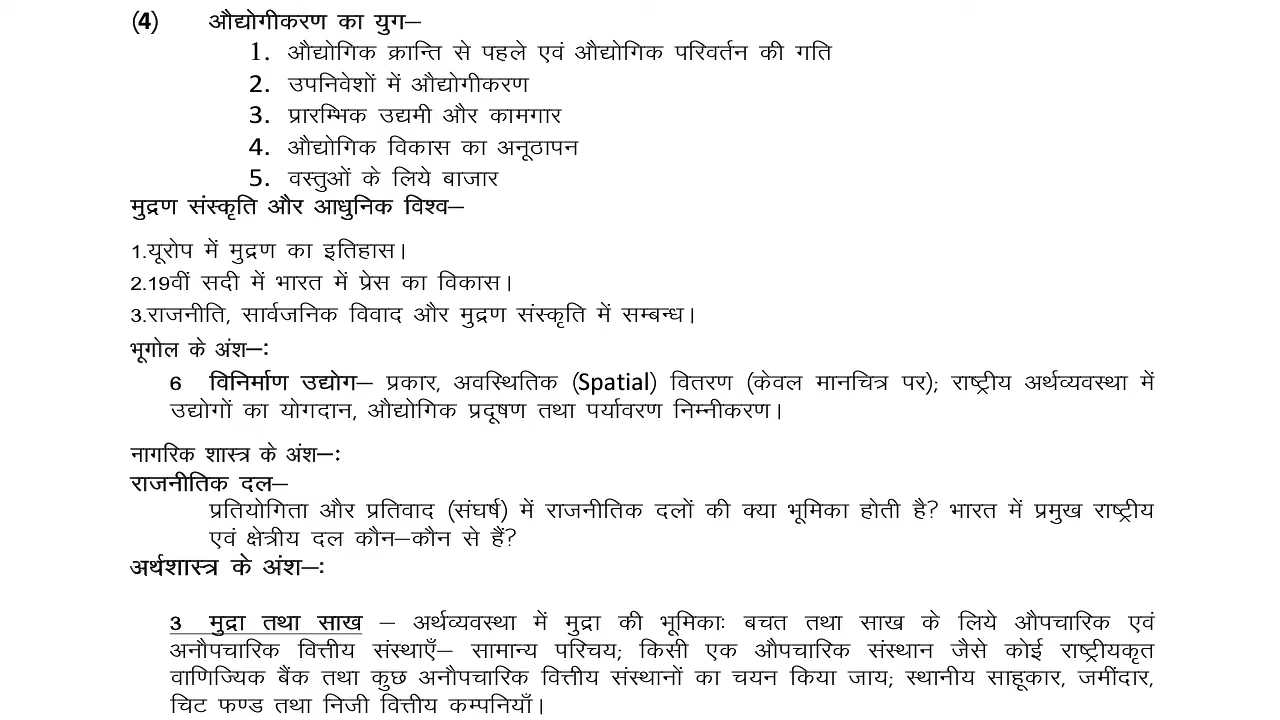 (4) औद्योगीकरण का युग–
1. औद्योगिक क्रान्ति से पहले एवं औद्योगिक परिवर्तन की गति
2. उपनिवेशों में औद्योगीकरण
3. प्रारम्भिक उद्यमी और कामगार
4. औद्योगिक विकास का अनूठापन
5. वस्तुओं के लिये बाजार
मुद्रण संस्कृति और आधुनिक विश्व–
1.यूरोप में मुद्रण का इतिहास।
2.19वीं सदी में भारत में प्रेस का विकास।
3.राजनीति, सार्वजनिक विवाद और मुद्रण संस्कृति में सम्बन्ध।
भूगोल के अंश–:
6 विनिर्माण उद्योग– प्रकार, अवस्थितिक (Spatial) वितरण (केवल मानचित्र पर); राष्ट्रीय अर्थव्यवस्था में
उद्योगों का योगदान, औद्योगिक प्रदूषण तथा पर्यावरण निम्नीकरण।
नागरिक शास्त्र के अंश–:
राजनीतिक दल–
प्रतियोगिता और प्रतिवाद (संघर्ष) में राजनीतिक दलों की क्या भूमिका होती है? भारत में प्रमुख राष्ट्रीय
एवं क्षेत्रीय दल कौन–कौन से हैं?
अर्थशास्त्र के अंश–:
3 मुद्रा तथा साख – अर्थव्यवस्था में मुद्रा की भूमिकाः बचत तथा साख के लिये औपचारिक एवं
अनौपचारिक वित्तीय संस्थाएँ– सामान्य परिचय; किसी एक औपचारिक संस्थान जैसे कोई राष्ट्रीयकृत
वाणिज्यिक बैंक तथा कुछ अनौपचारिक वित्तीय संस्थानों का चयन किया जाय; स्थानीय साहूकार, जमींदार,
चिट फण्ड तथा निजी वित्तीय कम्पनियाँ।